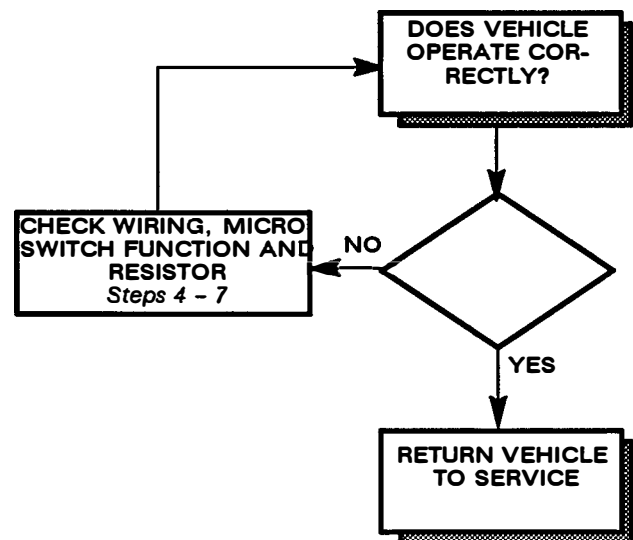 DOES VEHICLE
OPERATE COR-
RECTLY?
CHECK WIRING, MICRO
SWITCH FUNCTION AND
RESISTOR
Steps 4 – 7
NO
YES
RETURN VEHICLE
TO SERVICE